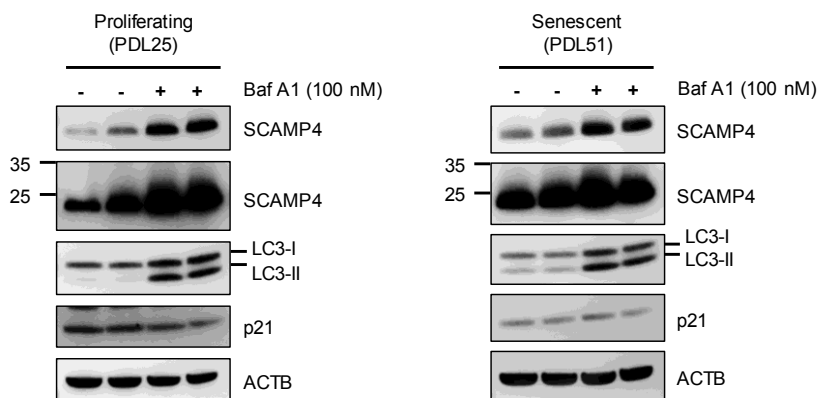 Proliferating
(PDL25)
- - + + Baf A1 (100 nM)
SCAMP4
35
25
SCAMP4
LC3-I
LC3-II
p21
ACTB
Senescent
(PDL51)
- - + + Baf A1 (100 nM)
SCAMP4
35
25
SCAMP4
LC3-I
LC3-II
p21
ACTB